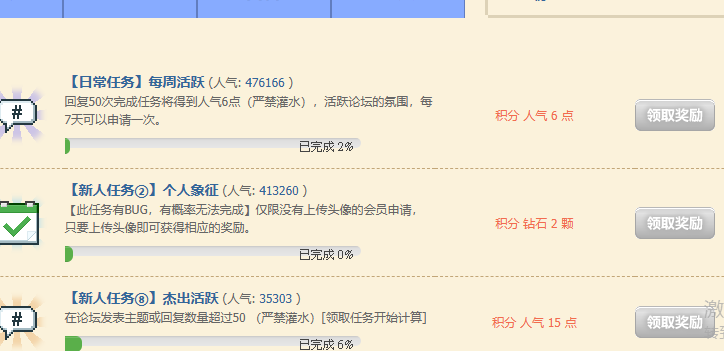 【日常任务】每周活跃 (人气: 476166 )
回复50次完成任务将得到人气6点（严禁灌水），活跃论坛的氛围，每
7天可以申请一次。
积分 人气 6 点
领取奖励
#
已完成 2%
【新人任务②】个人象征 (人气: 413260 )
【此任务有BUG，有概率无法完成】仅限没有上传头像的会员申请，
只要上传头像即可获得相应的奖励。
积分 钻石 2 颗
领取奖励
已完成 0%
【新人任务⑧】杰出活跃 (人气: 35303 )
在论坛发表主题或回复数量超过50 （严禁灌水）[领取任务开始计算]
积分 人气 15 点
领取奖励
#
激
已完成 6%